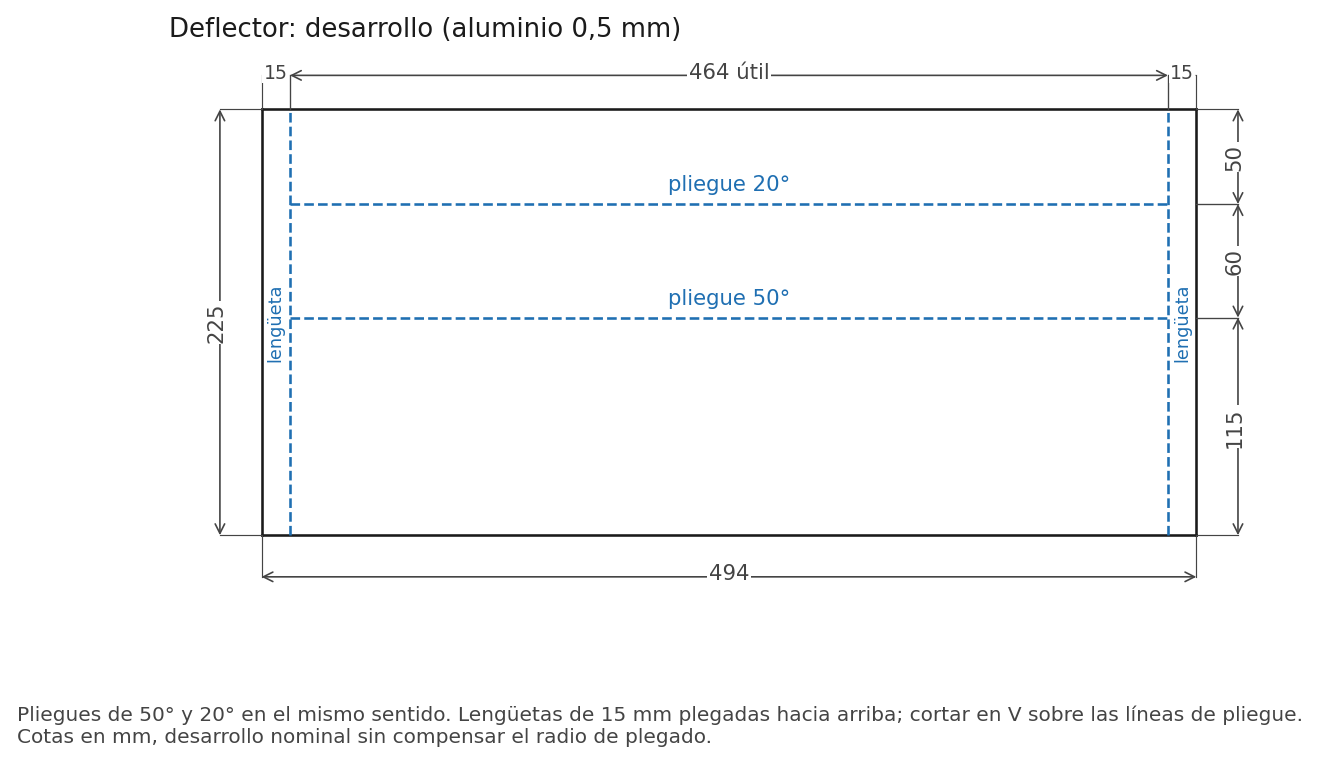 Deflector: desarrollo (aluminio 0,5 mm)
15
464 útil
15
50
pliegue 20°
60
pliegue 50°
225
lengüeta
lengüeta
115
494
Pliegues de 50° y 20° en el mismo sentido. Lengüetas de 15 mm plegadas hacia arriba; cortar en V sobre las líneas de pliegue.
Cotas en mm, desarrollo nominal sin compensar el radio de plegado.